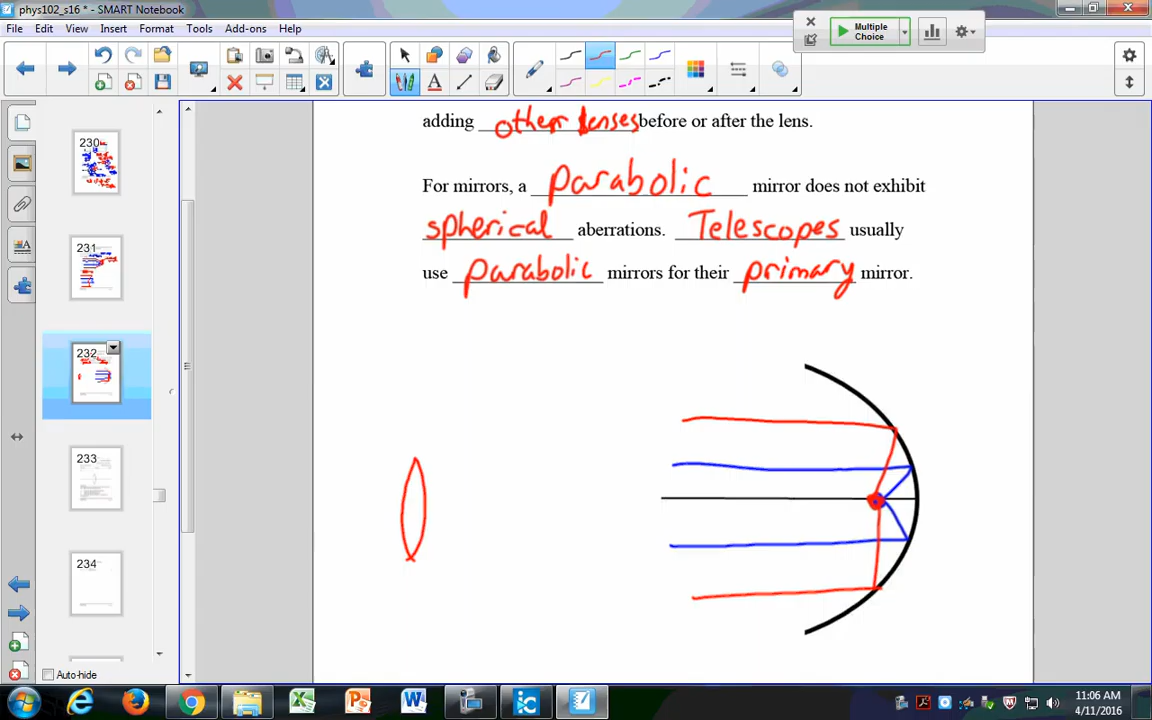 phys102_s16 * - SMART Notebook
File Edit View Insert Format Tools Add-ons Help
Multiple
Choice
A
230
231
232
233
234
Auto-hide
adding other lenses before or after the lens.
For mirrors, a parabolic mirror does not exhibit
spherical aberrations. Telescopes usually
use parabolic mirrors for their primary mirror.
11:06 AM
4/11/2016